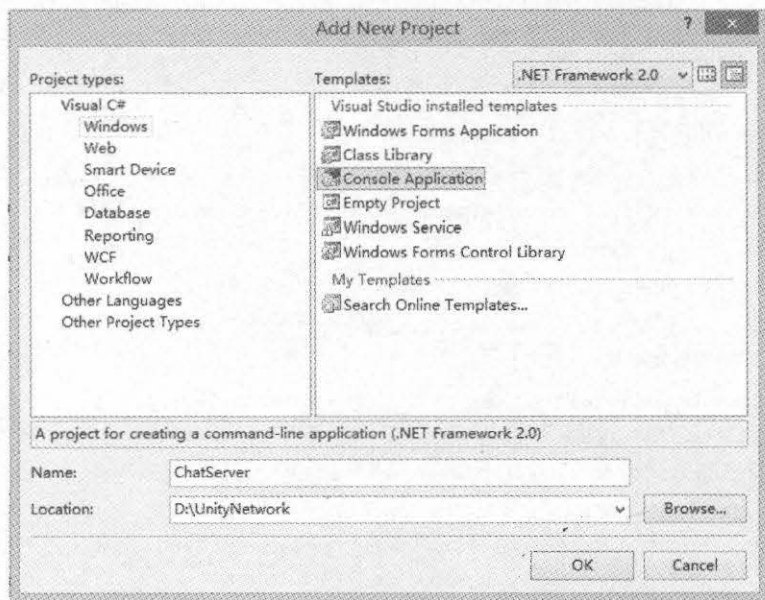 Add New Project
?
x
Project types:
Templates:
.NET Framework 2.0
Visual C#
Windows
Web
Smart Device
Office
Database
Reporting
WCF
Workflow
Other Languages
Other Project Types
Visual Studio installed templates
Windows Forms Application
Class Library
Console Application
Empty Project
Windows Service
Windows Forms Control Library
My Templates
Search Online Templates...
A project for creating a command-line application (.NET Framework 2.0)
Name:
ChatServer
Location:
D:\UnityNetwork
Browse...
OK
Cancel